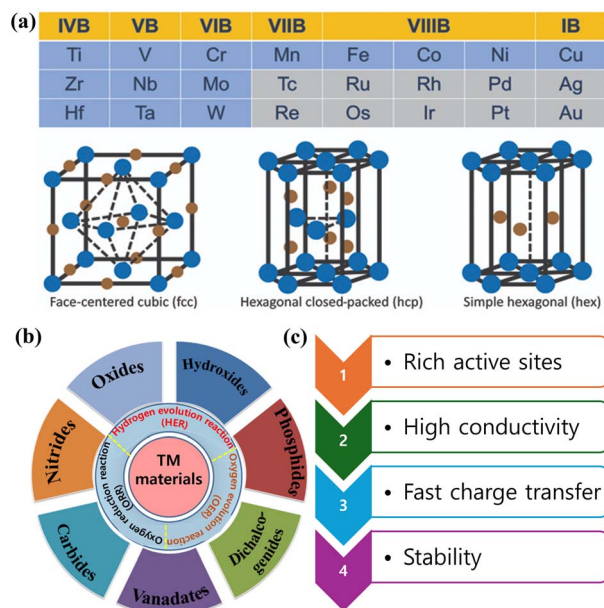 (a)
IVB VB VIB VIIB VIIIB IB
Ti V Cr Mn Fe Co Ni Cu
Zr Nb Mo Tc Ru Rh Pd Ag
Hf Ta W Re Os Ir Pt Au
Face-centered cubic (fcc)
Hexagonal closed-packed (hcp)
Simple hexagonal (hex)
(b)
Oxides
Hydroxides
Phosphides
Dichalco-
genides
Vanadates
Carbides
Nitrides
Hydrogen evolution reaction
(HER)
Oxygen evolution reaction
(OER)
Oxygen reduction reaction
(ORR)
TM
materials
(c)
1 • Rich active sites
2 • High conductivity
3 • Fast charge transfer
4 • Stability